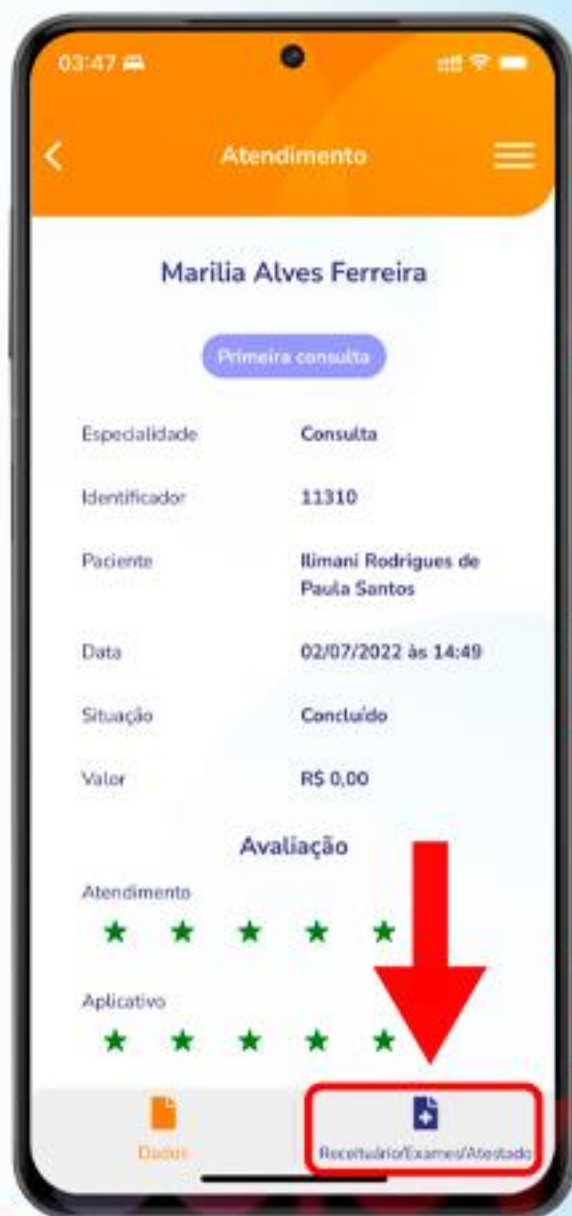 03:47
Atendimento
Marilia Alves Ferreira
Primeira consulta
Especialidade Consulta
Identificador 11310
Paciente Ilimani Rodrigues de
Paula Santos
Data 02/07/2022 às 14:49
Situação Concluído
Valor R$ 0,00
Avaliação
Atendimento
Aplicativo
Dados Receituário/Exames/Atestado